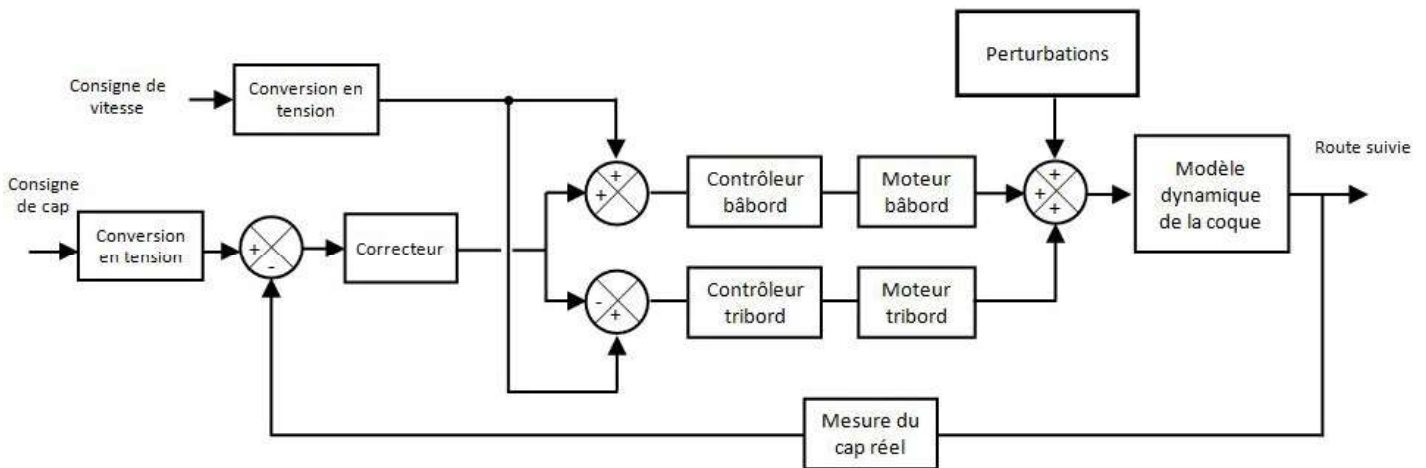 Perturbations
Consigne de
vitesse
Conversion en
tension
Consigne
de cap
Conversion
en tension
+
-
Correcteur
+
+
-
+
Contrôleur
bâbord
Moteur
bâbord
Contrôleur
tribord
Moteur
tribord
+
+
+
Modèle
dynamique
de la coque
Route suivie
Mesure du
cap réel